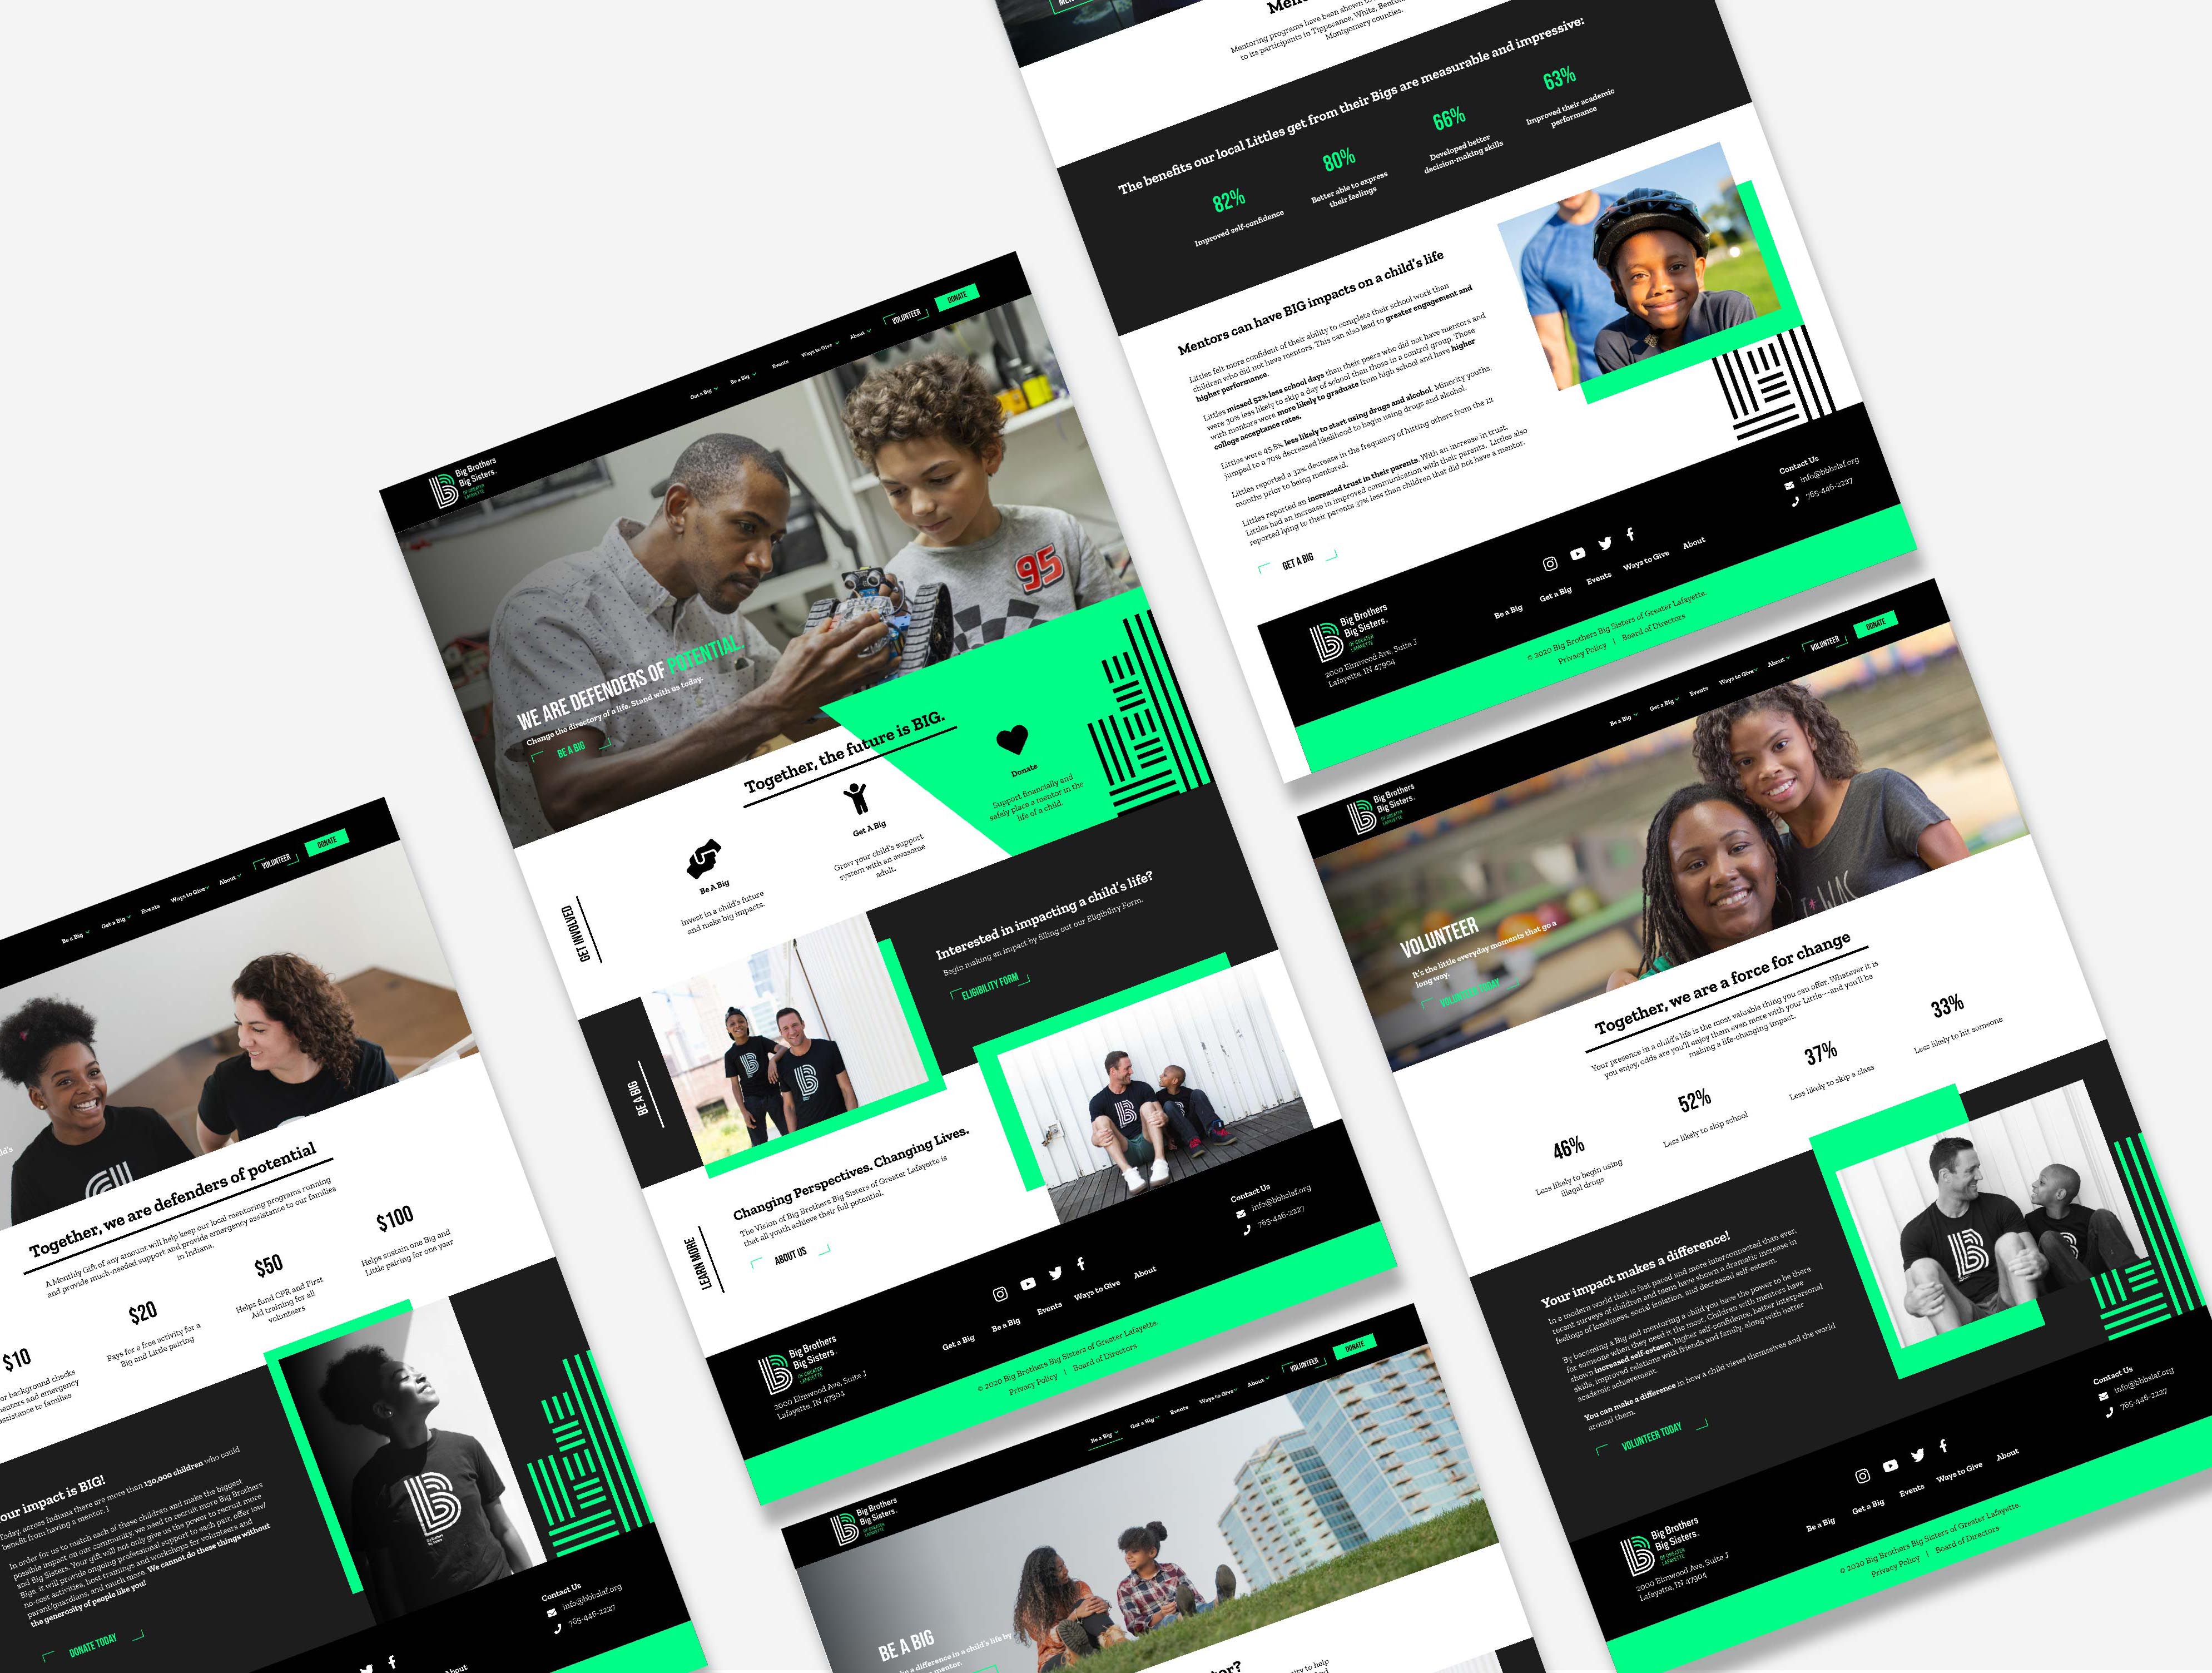 Be a Big
Get a Big
Events
Ways to Give
About
VOLUNTEER
DONATE
Together, we are defenders of potential
A Monthly Gift of any amount will help keep our local mentoring programs running
and provide much-needed support and provide emergency assistance to our families
in Indiana.
$10
or background checks
entors and emergency
assistance to families
$20
Pays for a free activity for a
Big and Little pairing
$50
Helps fund CPR and First
Aid training for all
volunteers
$100
Helps sustain one Big and
Little pairing for one year
our impact is BIG!
Today, across Indiana there are more than 130,000 children who could
benefit from having a mentor. I
In order for us to match each of these children and make the biggest
possible impact on our community, we need to recruit more Big Brothers
and Big Sisters. Your gift will not only give us the power to recruit more
Bigs, it will provide ongoing professional support to each pair, offer low/
no-cost activities, host training and workshops for volunteers and
parent/guardians, and much more. We cannot do these things without
the generosity of people like you!
DONATE TODAY
Contact Us
info@bbbslaf.org
765-446-2227
About
Big Brothers
Big Sisters.
OF GREATER
LAFAYETTE
Get a Big
Be a Big
Events
Ways to Give
About
VOLUNTEER
DONATE
95
WE ARE DEFENDERS OF POTENTIAL.
Change the directory of a life. Stand with us today.
BE A BIG
Together, the future is BIG.
GET INVOLVED
Be A Big
Invest in a child's future
and make big impacts.
Get A Big
Grow your child's support
system with an awesome
adult.
Donate
Support financially and
safely place a mentor in the
life of a child.
BE A BIG
Interested in impacting a child's life?
Begin making an impact by filling out our Eligibility Form.
ELIGIBILITY FORM
LEARN MORE
Changing Perspectives. Changing Lives.
The Vision of Big Brothers Big Sisters of Greater Lafayette is
that all youth achieve their full potential.
ABOUT US
Contact Us
info@bbbslaf.org
765-446-2227
Big Brothers
Big Sisters.
OF GREATER
LAFAYETTE
2000 Elmwood Ave, Suite J
Lafayette, IN 47904
Get a Big
Be a Big
Events
Ways to Give
About
© 2020 Big Brothers Big Sisters of Greater Lafayette.
Privacy Policy | Board of Directors
Big Brothers
Big Sisters.
OF GREATER
LAFAYETTE
Be a Big
Get a Big
Events
Ways to Give
About
VOLUNTEER
DONATE
BE A BIG
a difference in a child's life by
mentor.
Mentoring programs have been shown to
to its participants in Tippecanoe, White, Benton,
Montgomery counties.
The benefits our local Littles get from their Bigs are measurable and impressive:
82%
Improved self-confidence
80%
Better able to express
their feelings
66%
Developed better
decision-making skills
63%
Improved their academic
performance
Mentors can have BIG impacts on a child's life
Littles felt more confident of their ability to complete their school work than
children who did not have mentors. This can also lead to greater engagement and
higher performance.
Littles missed 52% less school days than their peers who did not have mentors and
were 30% less likely to skip a day of school than those in a control group. Those
with mentors were more likely to graduate from high school and have higher
college acceptance rates.
Littles were 45.8% less likely to start using drugs and alcohol. Minority youths,
jumped to a 70% decreased likelihood to begin using drugs and alcohol.
Littles reported a 32% decrease in the frequency of hitting others from the 12
months prior to being mentored.
Littles reported an increased trust in their parents. With an increase in trust,
Littles had an increase in improved communication with their parents. Littles also
reported lying to their parents 37% less than children that did not have a mentor.
GET A BIG
Contact Us
info@bbbslaf.org
765-446-2227
Big Brothers
Big Sisters.
OF GREATER
LAFAYETTE
2000 Elmwood Ave, Suite J
Lafayette, IN 47904
Be a Big
Get a Big
Events
Ways to Give
About
© 2020 Big Brothers Big Sisters of Greater Lafayette.
Privacy Policy | Board of Directors
Big Brothers
Big Sisters.
OF GREATER
LAFAYETTE
Be a Big
Get a Big
Events
Ways to Give
About
VOLUNTEER
DONATE
VOLUNTEER
It's the little everyday moments that go a
long way.
VOLUNTEER TODAY
Together, we are a force for change
Your presence in a child's life is the most valuable thing you can offer. Whatever it is
you enjoy, odds are you'll enjoy them even more with your Little—and you'll be
making a life-changing impact.
46%
Less likely to begin using
illegal drugs
52%
Less likely to skip school
37%
Less likely to skip a class
33%
Less likely to hit someone
Your impact makes a difference!
In a modern world that is fast paced and more interconnected than ever,
recent surveys of children and teens have shown a dramatic increase in
feelings of loneliness, social isolation, and decreased self-esteem.
By becoming a Big and mentoring a child you have the power to be there
for someone when they need it the most. Children with mentors have
shown increased self-esteem, higher self-confidence, better interpersonal
skills, improved relations with friends and family, along with better
academic achievement.
You can make a difference in how a child views themselves and the world
around them.
VOLUNTEER TODAY
Contact Us
info@bbbslaf.org
765-446-2227
Big Brothers
Big Sisters.
OF GREATER
LAFAYETTE
2000 Elmwood Ave, Suite J
Lafayette, IN 47904
Be a Big
Get a Big
Events
Ways to Give
About
© 2020 Big Brothers Big Sisters of Greater Lafayette.
Privacy Policy | Board of Directors